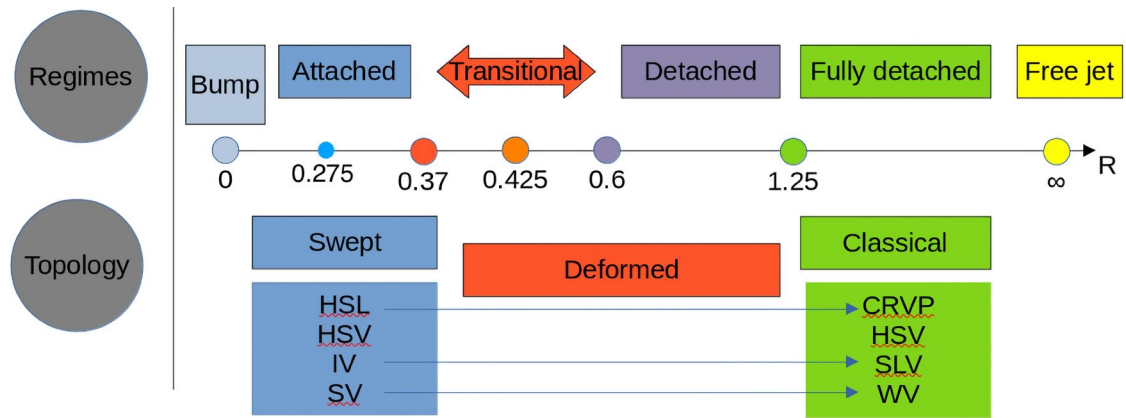 Regimes
Bump
Attached
Transitional
Detached
Fully detached
Free jet
0
0.275
0.37
0.425
0.6
1.25
∞
R
Topology
Swept
Deformed
Classical
HSL
HSV
IV
SV
CRVP
HSV
SLV
WV